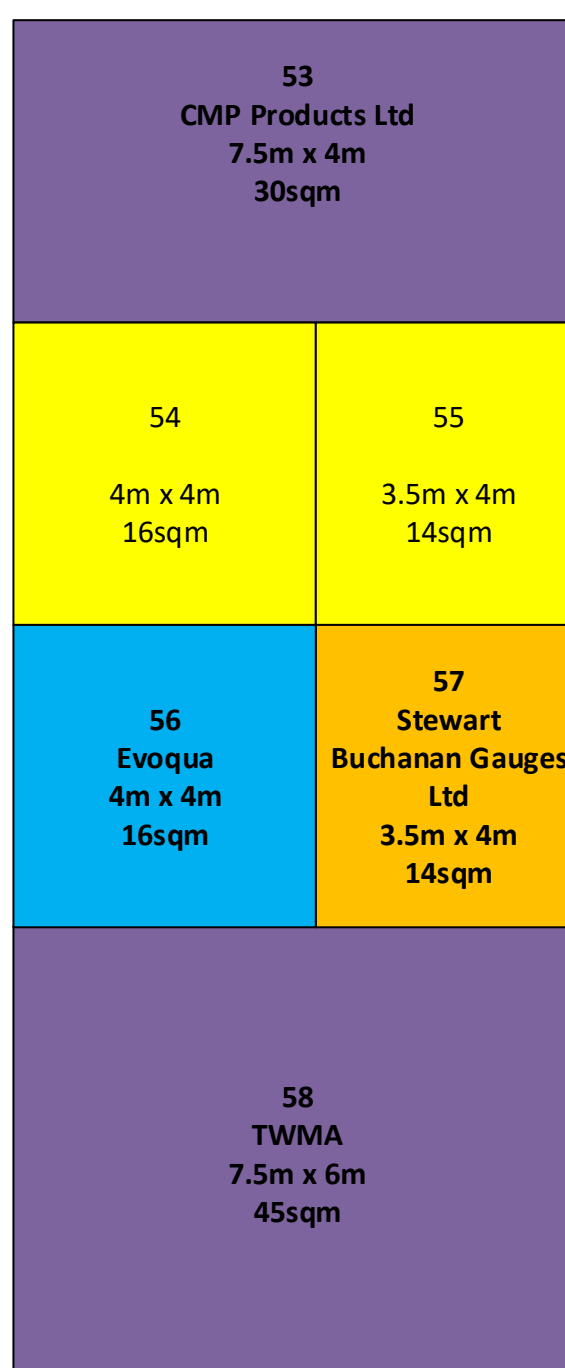 53
CMP Products Ltd
7.5m x 4m
30sqm
54
4m x 4m
16sqm
55
3.5m x 4m
14sqm
56
Evoqua
4m x 4m
16sqm
57
Stewart
Buchanan Gauges
Ltd
3.5m x 4m
14sqm
58
TWMA
7.5m x 6m
45sqm